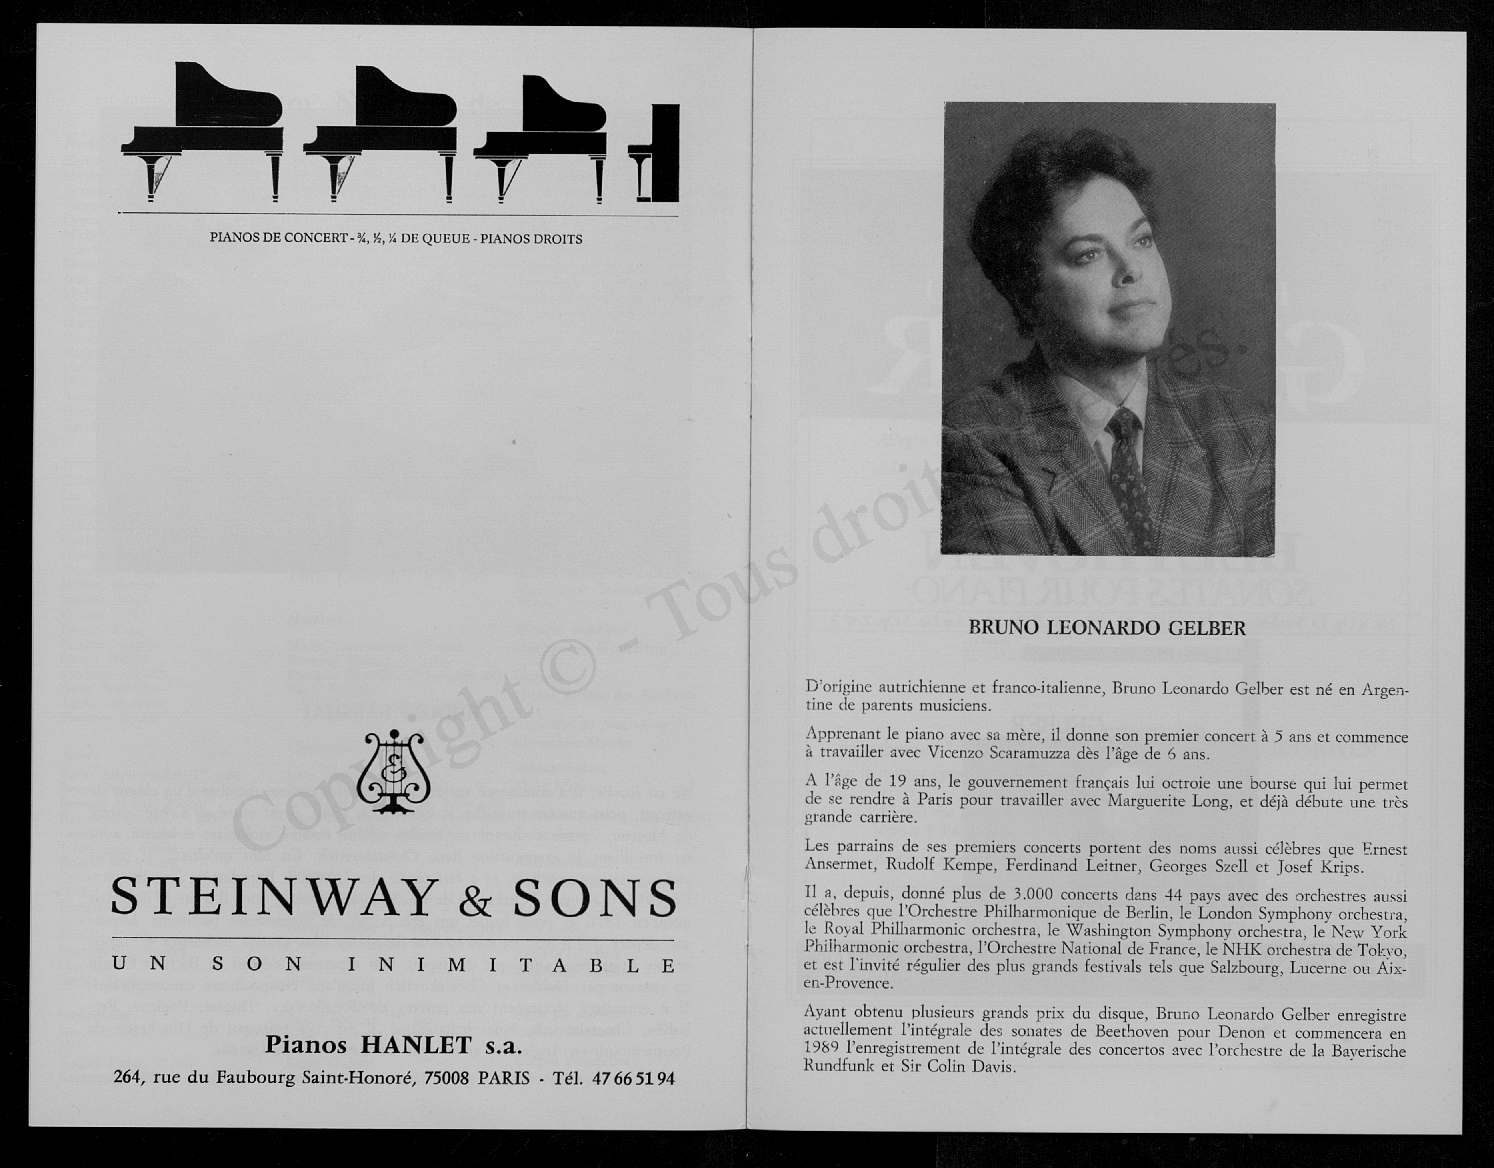 PIANOS DE CONCERT - ¾, ½, ¼ DE QUEUE - PIANOS DROITS
&
STEINWAY & SONS
UN SON INIMITABLE
Pianos HANLET s.a.
264, rue du Faubourg Saint-Honoré, 75008 PARIS - Tél. 47 66 51 94
Copyright © - Tous droits
BRUNO LEONARDO GELBER
D'origine autrichienne et franco-italienne, Bruno Leonardo Gelber est né en Argen-
tine de parents musiciens.
Apprenant le piano avec sa mère, il donne son premier concert à 5 ans et commence
à travailler avec Vicenzo Scaramuzza dès l'âge de 6 ans.
A l'âge de 19 ans, le gouvernement français lui octroie une bourse qui lui permet
de se rendre à Paris pour travailler avec Marguerite Long, et déjà débute une très
grande carrière.
Les parrains de ses premiers concerts portent des noms aussi célèbres que Ernest
Ansermet, Rudolf Kempe, Ferdinand Leitner, Georges Szell et Josef Krips.
Il a, depuis, donné plus de 3.000 concerts dans 44 pays avec des orchestres aussi
célèbres que l'Orchestre Philharmonique de Berlin, le London Symphony orchestra,
le Royal Philharmonic orchestra, le Washington Symphony orchestra, le New York
Philharmonic orchestra, l'Orchestre National de France, le NHK orchestra de Tokyo,
et est l'invité régulier des plus grands festivals tels que Salzbourg, Lucerne ou Aix-
en-Provence.
Ayant obtenu plusieurs grands prix du disque, Bruno Leonardo Gelber enregistre
actuellement l'intégrale des sonates de Beethoven pour Denon et commencera en
1989 l'enregistrement de l'intégrale des concertos avec l'orchestre de la Bayerische
Rundfunk et Sir Colin Davis.